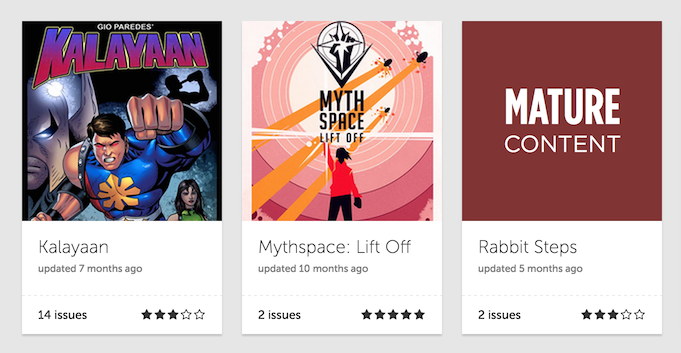 GIO PAREDES'
KALAYAAN
MYTH
SPACE
LIFT OFF
MATURE
CONTENT
Kalayaan
updated 7 months ago
14 issues
Mythspace: Lift Off
updated 10 months ago
2 issues
Rabbit Steps
updated 5 months ago
2 issues